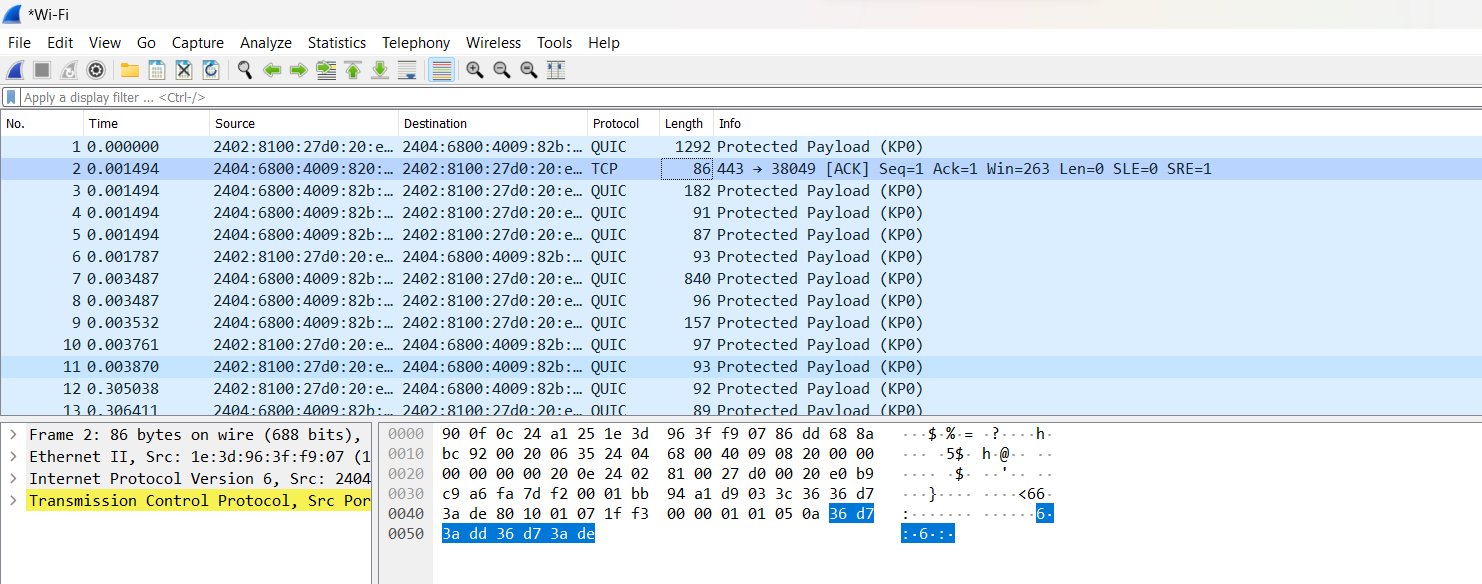 *Wi-Fi
File Edit View Go Capture Analyze Statistics Telephony Wireless Tools Help
Apply a display filter ... <Ctrl-/>
No. Time Source Destination Protocol Length Info
1 0.000000 2402:8100:27d0:20:e… 2404:6800:4009:82b:… QUIC 1292 Protected Payload (KP0)
2 0.001494 2404:6800:4009:820:… 2402:8100:27d0:20:e… TCP 86 443 → 38049 [ACK] Seq=1 Ack=1 Win=263 Len=0 SLE=0 SRE=1
3 0.001494 2404:6800:4009:82b:… 2402:8100:27d0:20:e… QUIC 182 Protected Payload (KP0)
4 0.001494 2404:6800:4009:82b:… 2402:8100:27d0:20:e… QUIC 91 Protected Payload (KP0)
5 0.001494 2404:6800:4009:82b:… 2402:8100:27d0:20:e… QUIC 87 Protected Payload (KP0)
6 0.001787 2402:8100:27d0:20:e… 2404:6800:4009:82b:… QUIC 93 Protected Payload (KP0)
7 0.003487 2404:6800:4009:82b:… 2402:8100:27d0:20:e… QUIC 840 Protected Payload (KP0)
8 0.003487 2404:6800:4009:82b:… 2402:8100:27d0:20:e… QUIC 96 Protected Payload (KP0)
9 0.003532 2404:6800:4009:82b:… 2402:8100:27d0:20:e… QUIC 157 Protected Payload (KP0)
10 0.003761 2402:8100:27d0:20:e… 2404:6800:4009:82b:… QUIC 97 Protected Payload (KP0)
11 0.003870 2402:8100:27d0:20:e… 2404:6800:4009:82b:… QUIC 93 Protected Payload (KP0)
12 0.305038 2402:8100:27d0:20:e… 2404:6800:4009:82b:… QUIC 92 Protected Payload (KP0)
13 0.306411 2404:6800:4009:82b:… 2402:8100:27d0:20:e… QUIC 89 Protected Payload (KP0)
Frame 2: 86 bytes on wire (688 bits),
Ethernet II, Src: 1e:3d:96:3f:f9:07 (1
Internet Protocol Version 6, Src: 2404
Transmission Control Protocol, Src Por
0000 90 0f 0c 24 a1 25 1e 3d 96 3f f9 07 86 dd 68 8a ···$·%·= ·?····h·
0010 bc 92 00 20 06 35 24 04 68 00 40 09 08 20 00 00 ··· ·5$· h·@·· ··
0020 00 00 00 00 20 0e 24 02 81 00 27 d0 00 20 e0 b9 ···· ·$· ··'·· ··
0030 c9 a6 fa 7d f2 00 01 bb 94 a1 d9 03 3c 36 36 d7 ···}···· ····<66·
0040 3a de 80 10 01 07 1f f3 00 00 01 01 05 0a 36 d7 :······· ······6·
0050 3a dd 36 d7 3a de :·6·:·